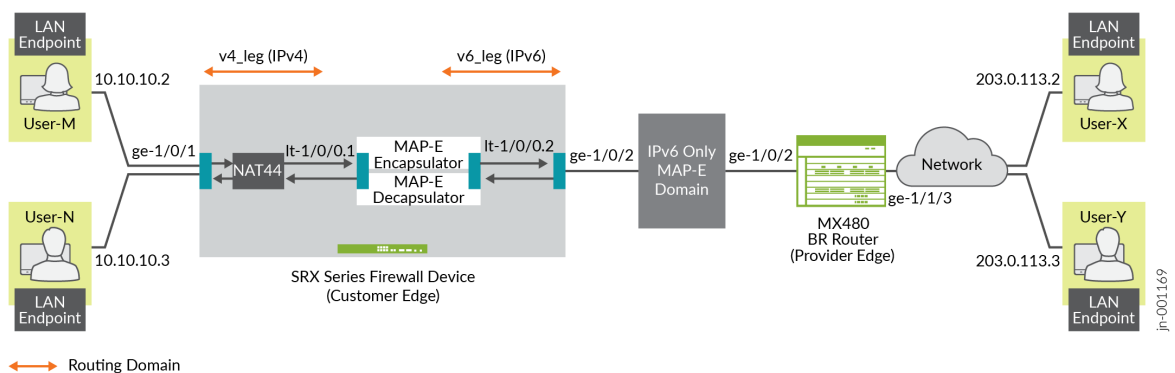 LAN
Endpoint
User-M
10.10.10.2
User-N
10.10.10.3
LAN
Endpoint
v4_leg (IPv4)
v6_leg (IPv6)
ge-1/0/1
NAT44
lt-1/0/0.1
MAP-E
Encapsulator
MAP-E
Decapsulator
lt-1/0/0.2
ge-1/0/2
SRX Series Firewall Device
(Customer Edge)
IPv6 Only
MAP-E
Domain
ge-1/0/2
MX480
BR Router
(Provider Edge)
ge-1/1/3
Network
LAN
Endpoint
203.0.113.2
User-X
User-Y
203.0.113.3
LAN
Endpoint
jn-001169
Routing Domain